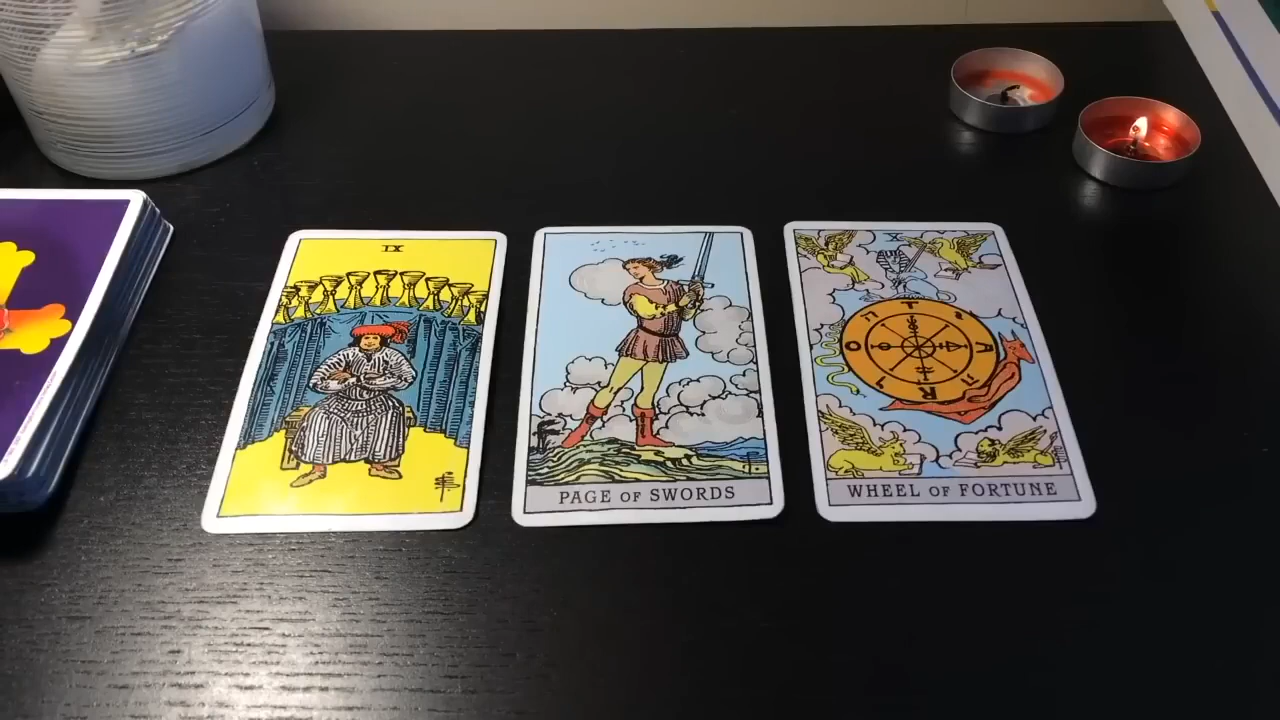 IX
PAGE OF SWORDS
X
T
A
R
O
WHEEL OF FORTUNE